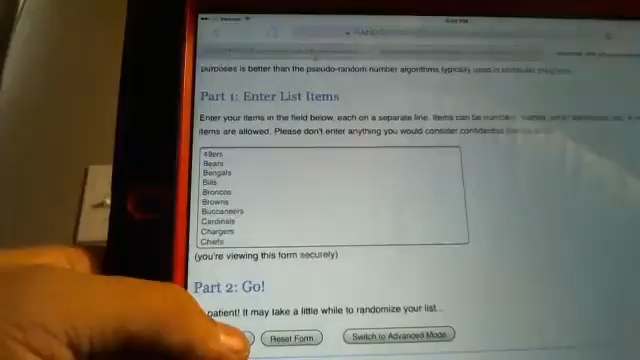 Verizon
purposes is better than the pseudo-random number algorithms typically used in computer programs.
Part 1: Enter List Items
Enter your items in the field below, each on a separate line. Items can be numbers, names,
items are allowed. Please don't enter anything you would consider confidential
49ers
Bears
Bengals
Bills
Broncos
Browns
Buccaneers
Cardinals
Chargers
Chiefs
(you're viewing this form securely)
Part 2: Go!
patient! It may take a little while to randomize your list...
Reset Form
Switch to Advanced Mode